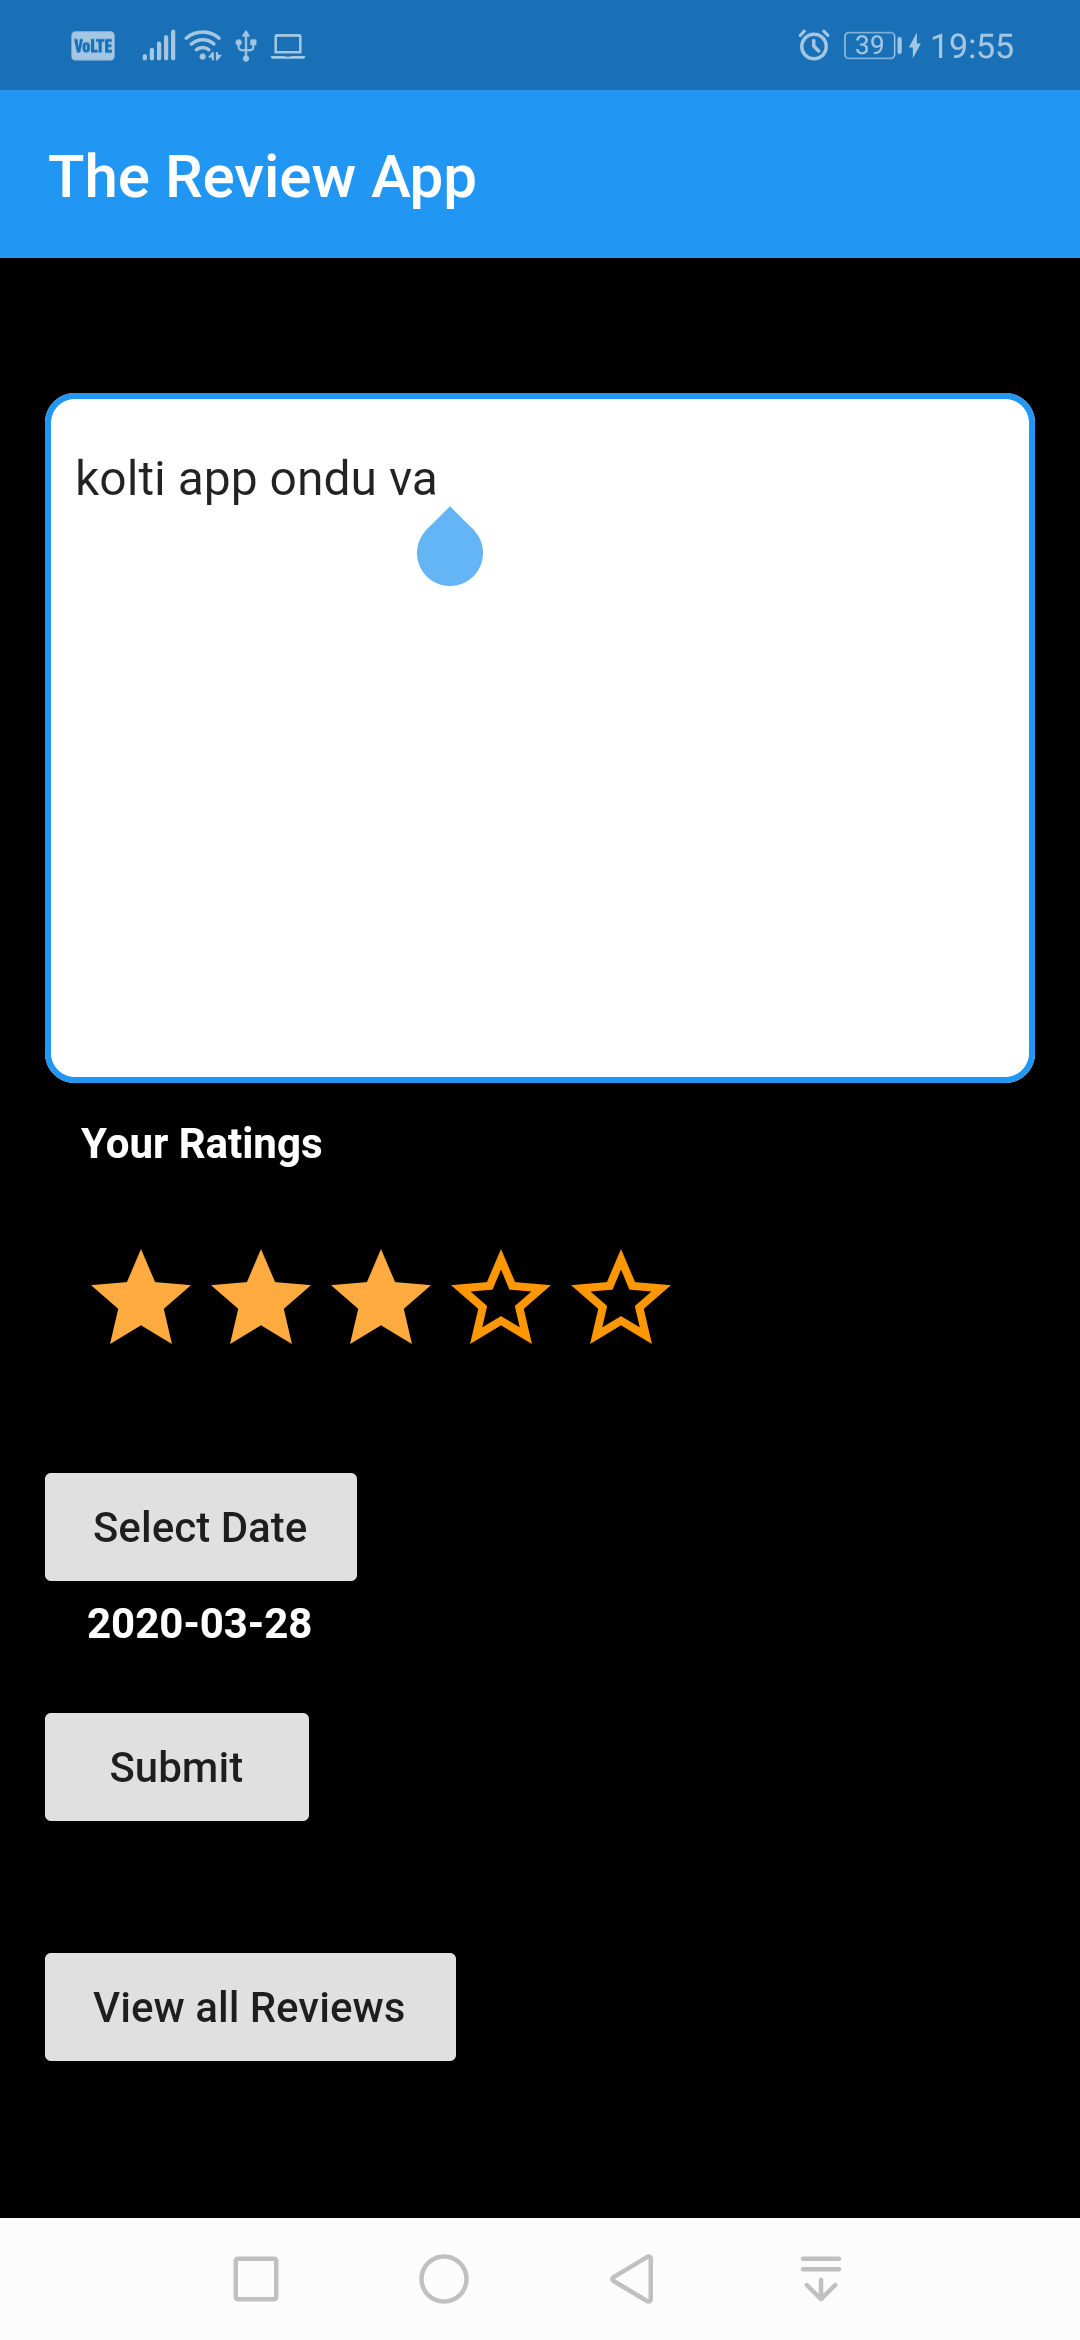 VoLTE 39 19:55
The Review App
kolti app ondu va
Your Ratings
Select Date
2020-03-28
Submit
View all Reviews